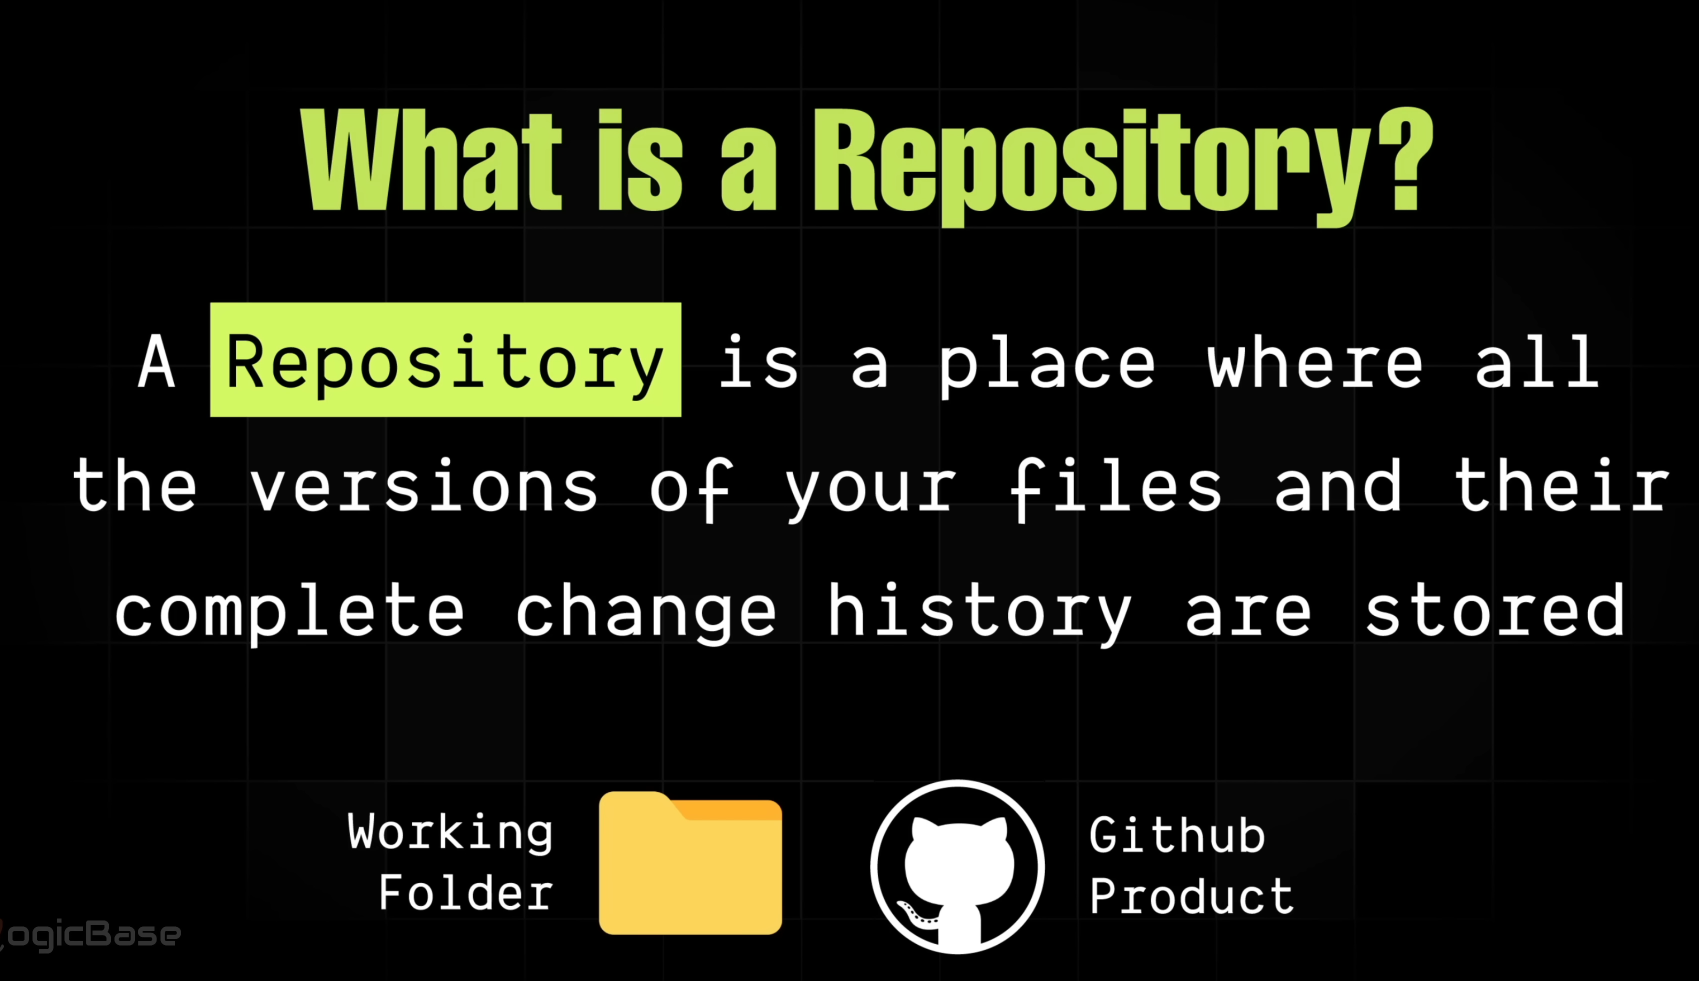 What is a Repository?
A Repository is a place where all
the versions of your files and their
complete change history are stored
Working
Folder
Github
Product
ogicBase